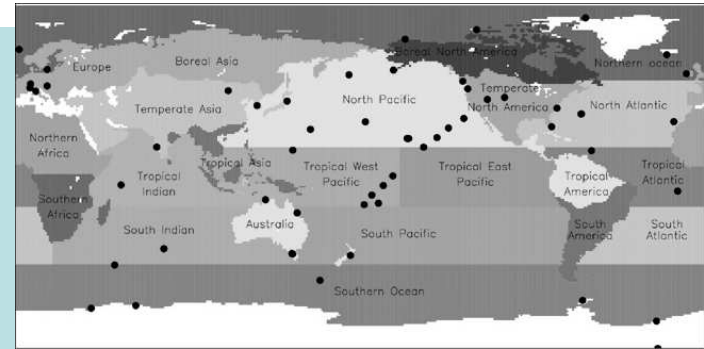 Boreal North America
Northern ocean
Europe
Boreal Asia
Temperate
North America
Temperate Asia
North Pacific
North Atlantic
Northern
Africa
Tropical Asia
Tropical West
Pacific
Tropical East
Pacific
Tropical
Indian
Tropical
America
Tropical
Atlantic
Southern
Africa
South Indian
Australia
South Pacific
South
America
South
Atlantic
Southern Ocean